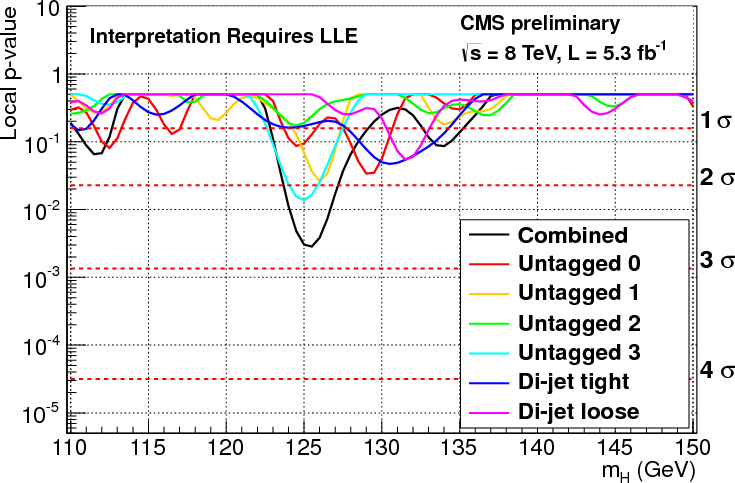 Interpretation Requires LLE
CMS preliminary
√s = 8 TeV, L = 5.3 fb⁻¹
Local p-value
10
1
10⁻¹
10⁻²
10⁻³
10⁻⁴
10⁻⁵
1 σ
2 σ
3 σ
4 σ
Combined
Untagged 0
Untagged 1
Untagged 2
Untagged 3
Di-jet tight
Di-jet loose
110 115 120 125 130 135 140 145 150
m_H (GeV)